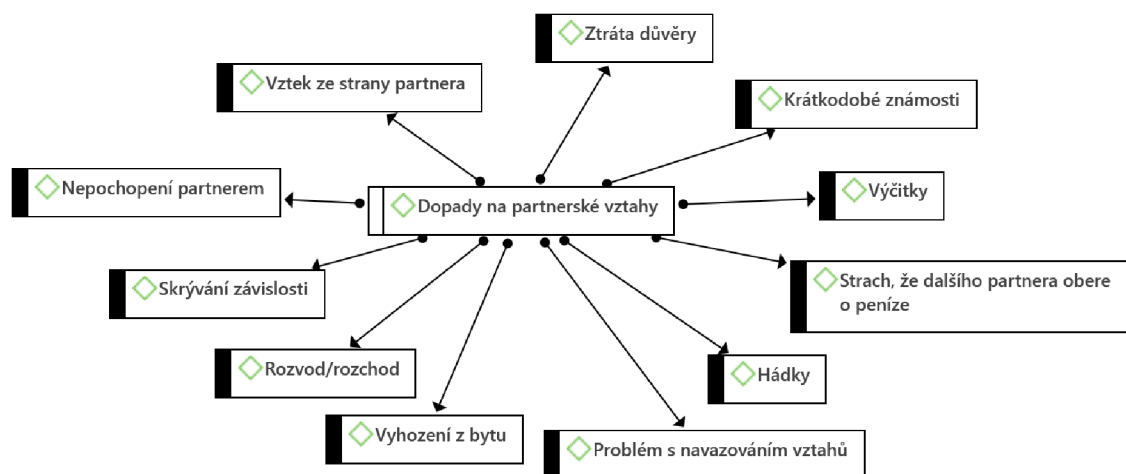 Ztráta důvěry
Vztek ze strany partnera
Krátkodobé známosti
Nepochopení partnerem
Výčitky
Dopady na partnerské vztahy
Skrývání závislosti
Strach, že dalšího partnera obere
o peníze
Rozvod/rozchod
Hádky
Vyhození z bytu
Problém s navazováním vztahů